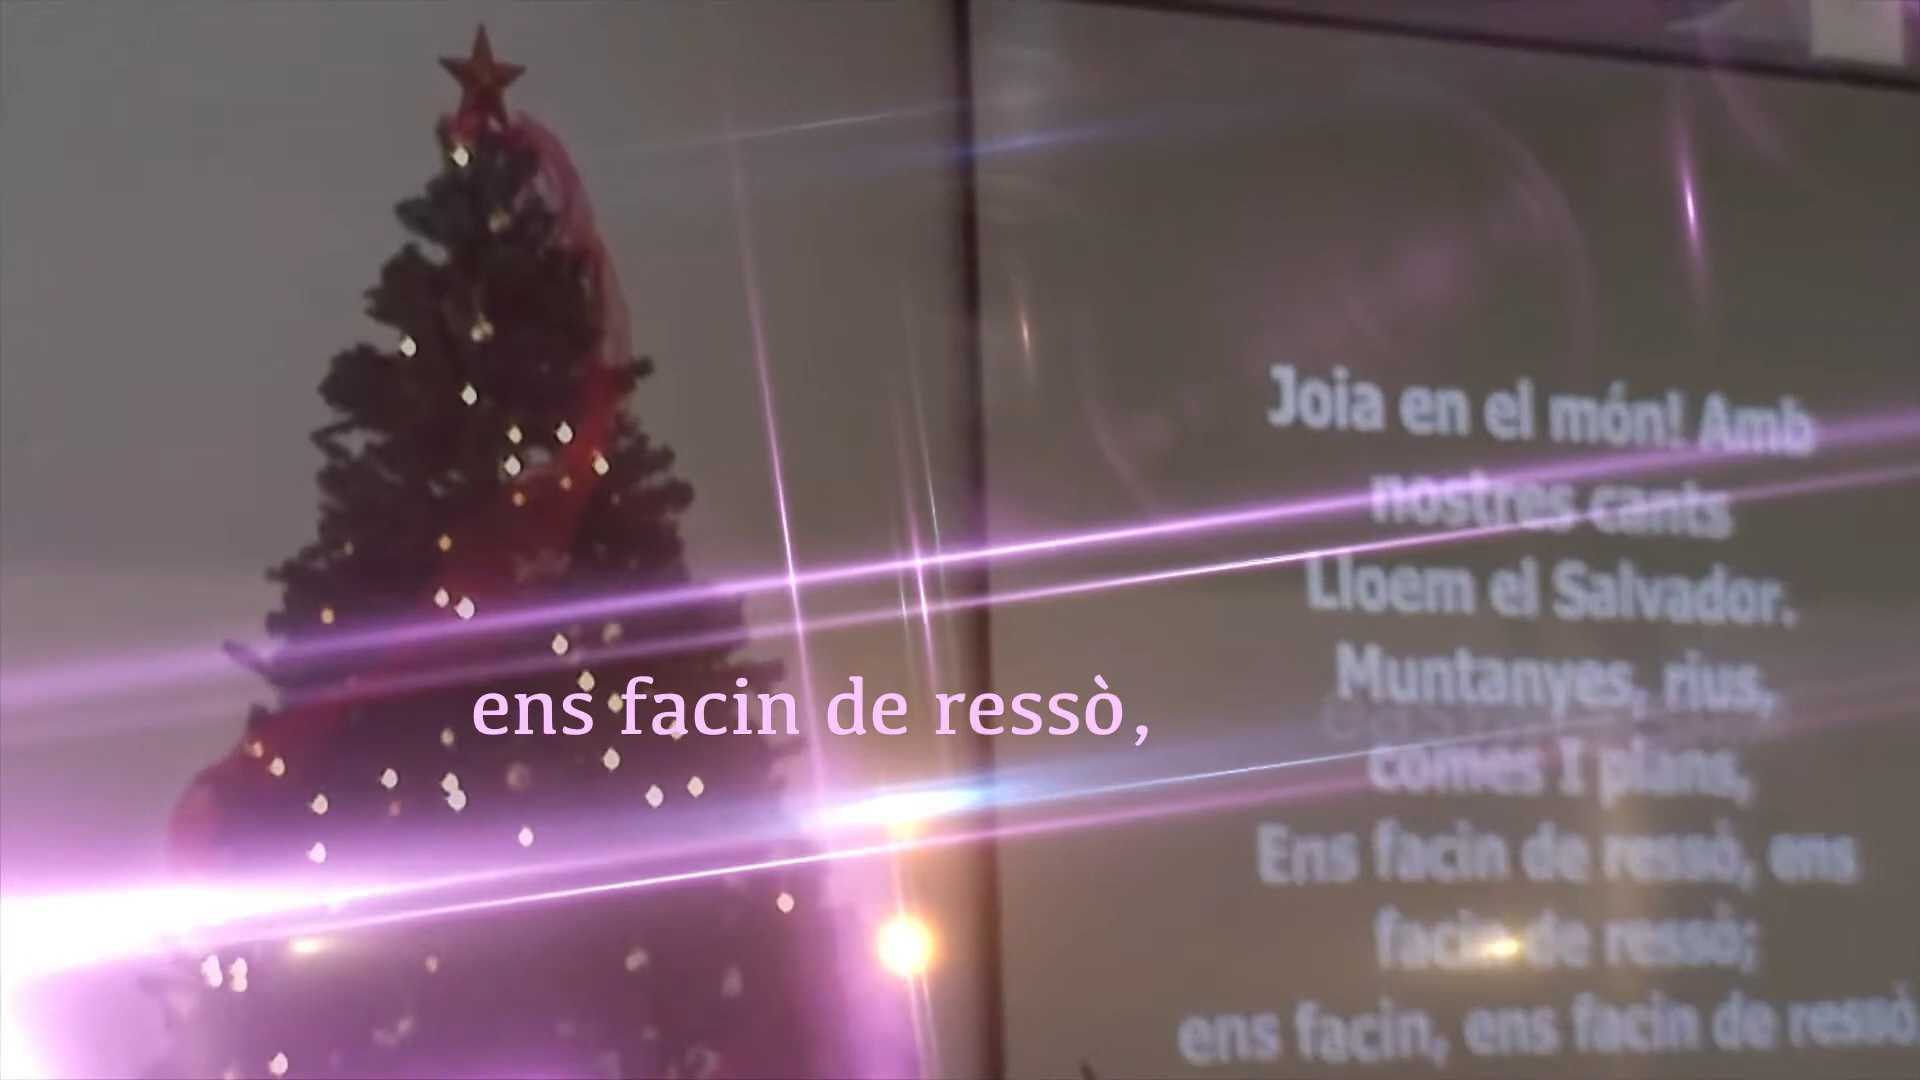 ens facin de ressò,
Joia en el món! Amb
nostres cants
Lloem el Salvador.
Muntanyes, rius,
comes I plans,
Ens facin de ressò, ens
facin de ressò;
ens facin, ens facin de ressò